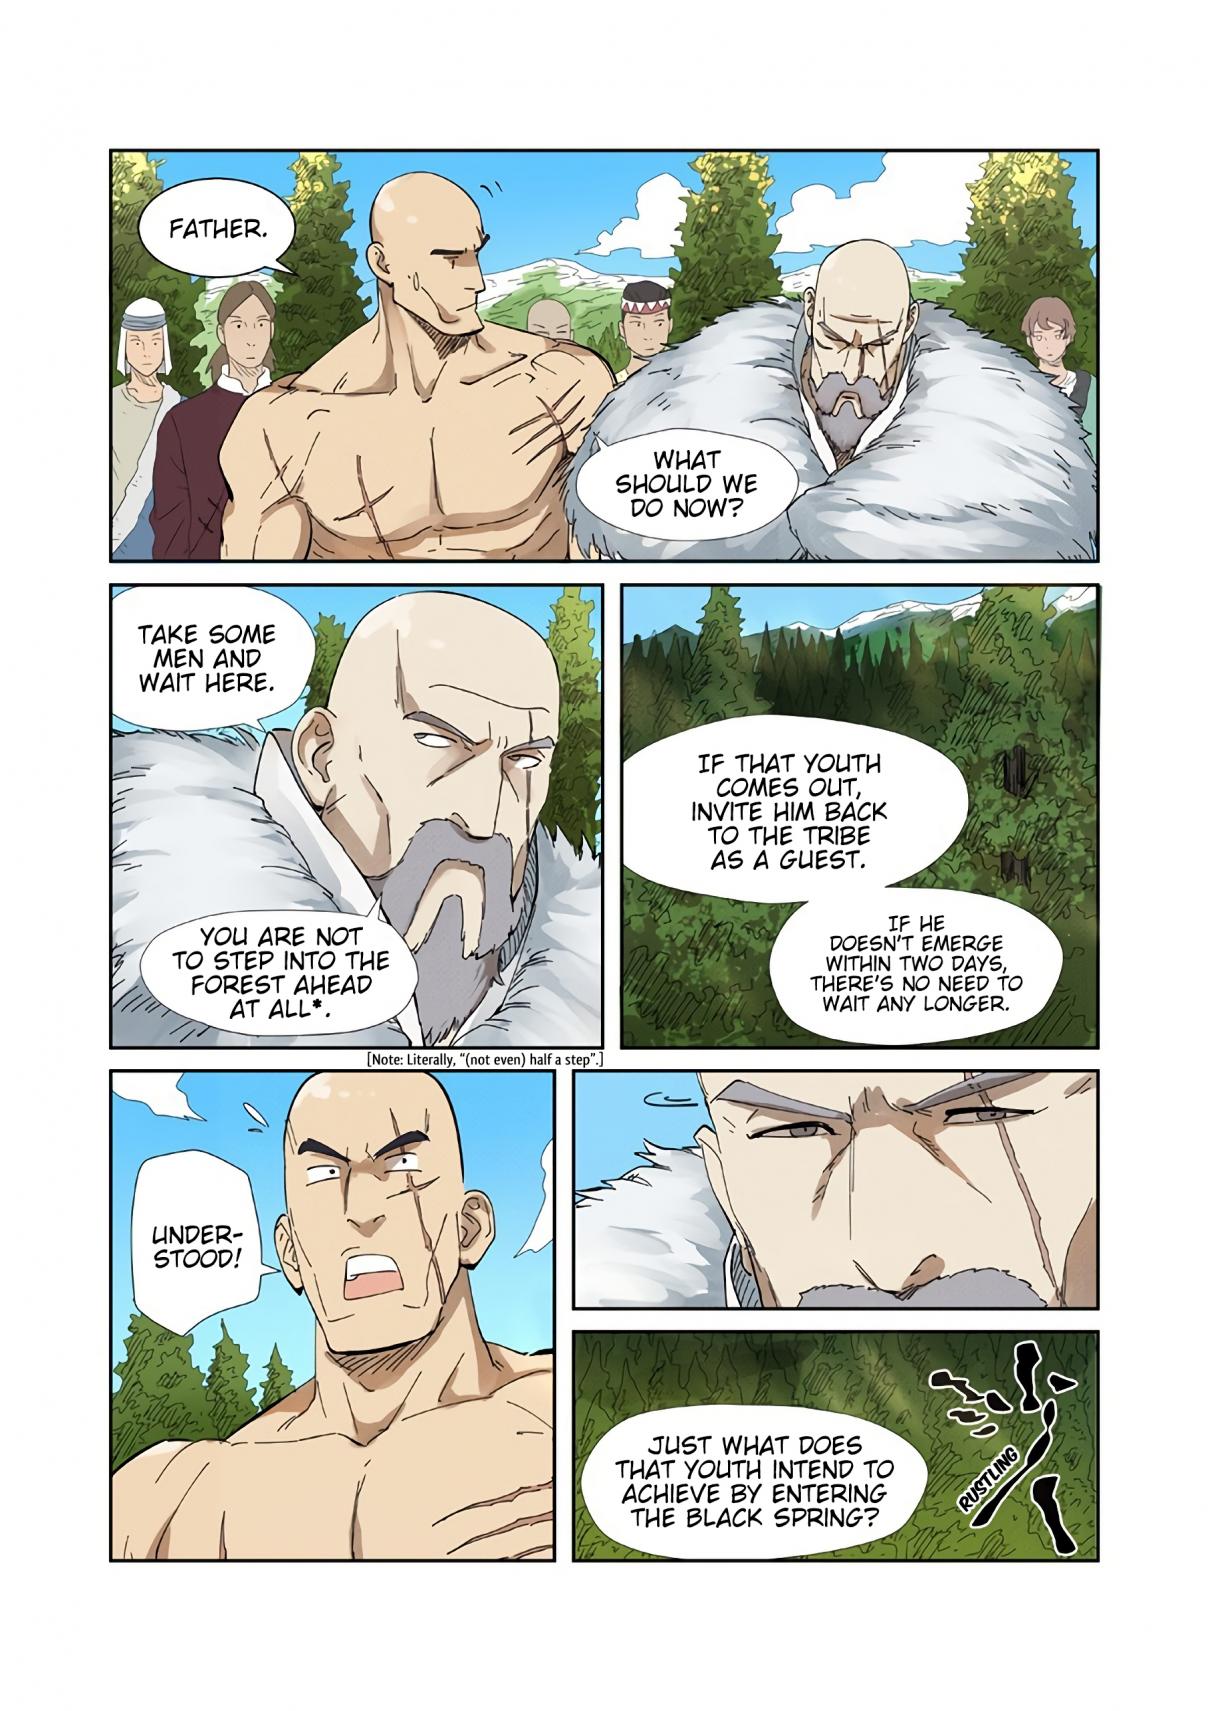 FATHER.
WHAT
SHOULD WE
DO NOW?
TAKE SOME
MEN AND
WAIT HERE.
YOU ARE NOT
TO STEP INTO THE
FOREST AHEAD
AT ALL*.
[Note: Literally, “(not even) half a step”.]
IF THAT YOUTH
COMES OUT,
INVITE HIM BACK
TO THE TRIBE
AS A GUEST.
IF HE
DOESN'T EMERGE
WITHIN TWO DAYS,
THERE'S NO NEED TO
WAIT ANY LONGER.
UNDER-
STOOD!
JUST WHAT DOES
THAT YOUTH INTEND TO
ACHIEVE BY ENTERING
THE BLACK SPRING?
RUSTLING